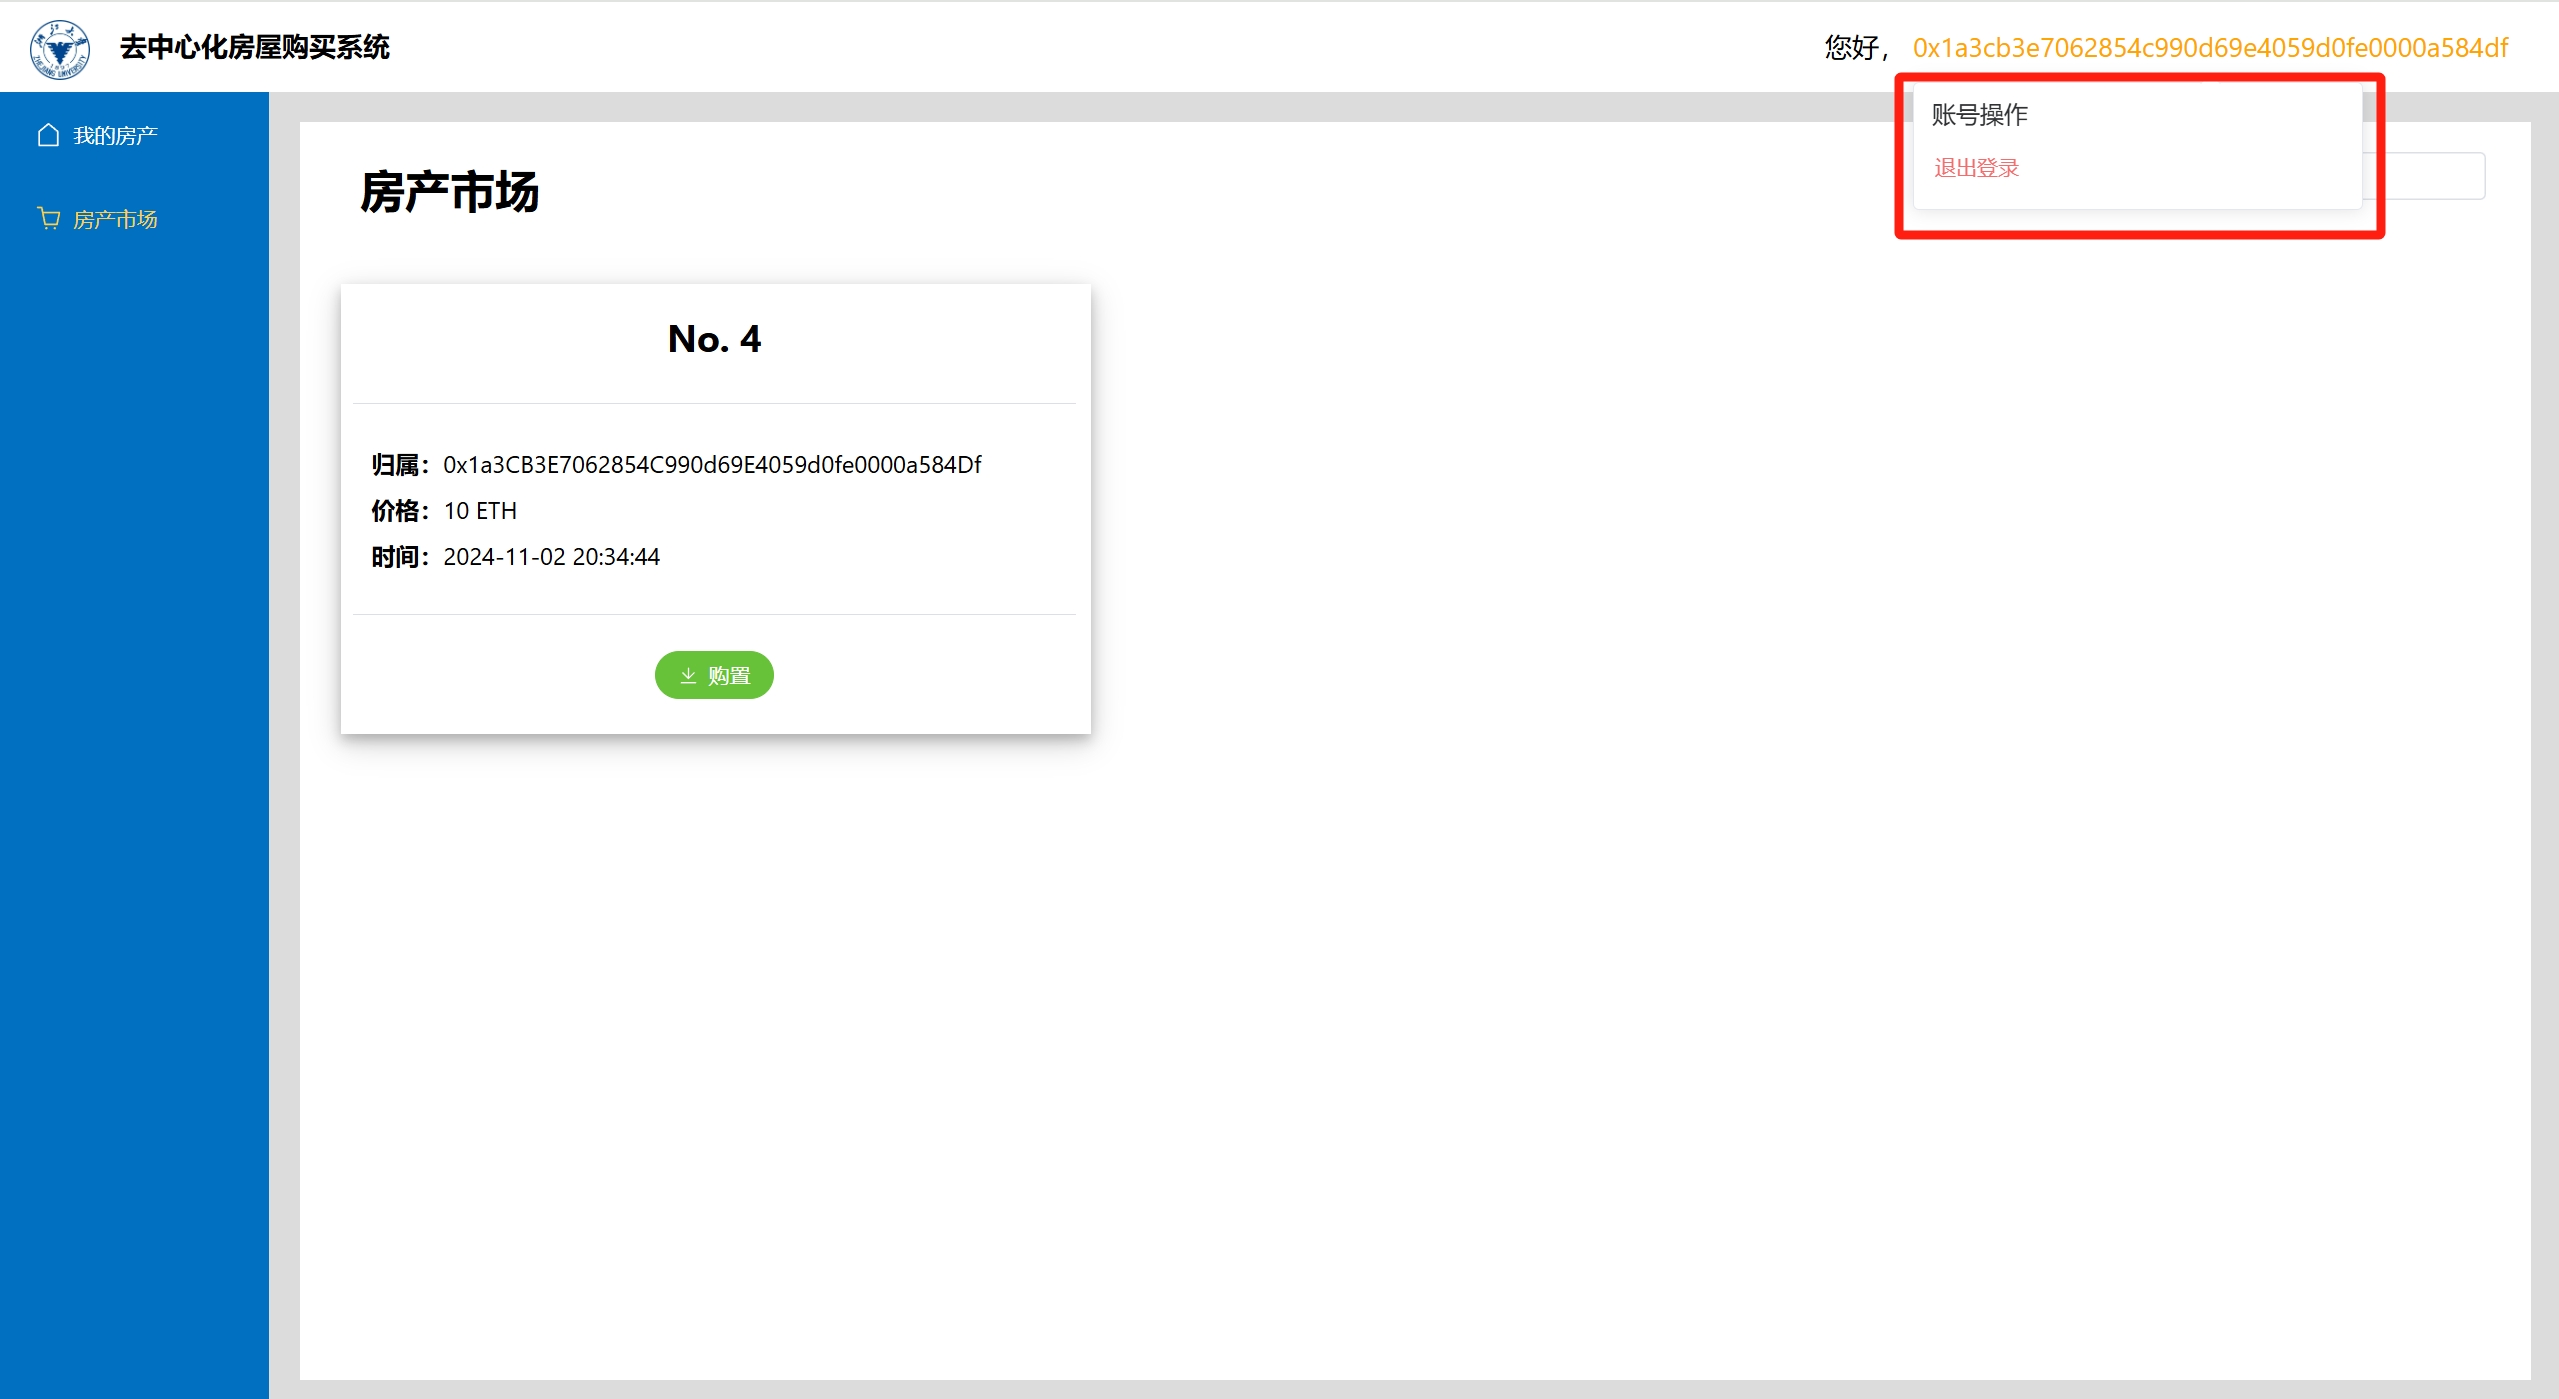 去中心化房屋购买系统
您好， 0x1a3cb3e7062854c990d69e4059d0fe0000a584df
账号操作
退出登录
我的房产
房产市场
房产市场
No. 4
归属：0x1a3CB3E7062854C990d69E4059d0fe0000a584Df
价格：10 ETH
时间：2024-11-02 20:34:44
购置